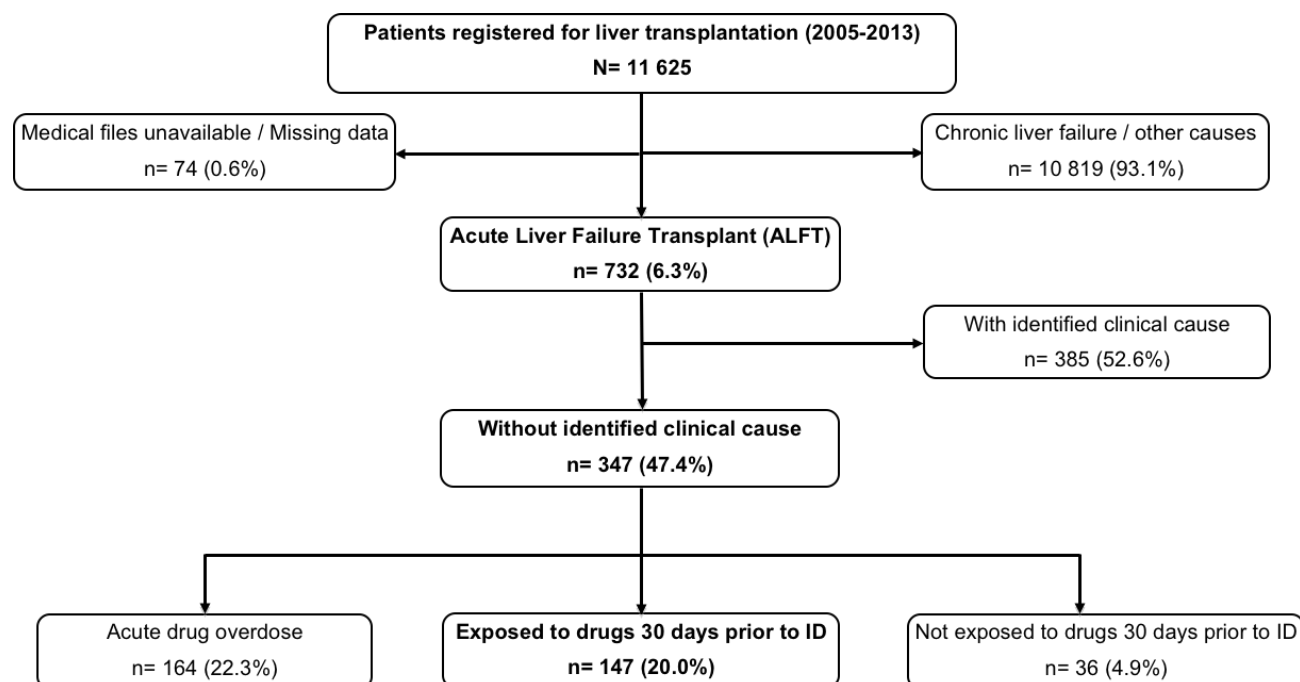 Patients registered for liver transplantation (2005-2013)
N= 11 625
Medical files unavailable / Missing data
n= 74 (0.6%)
Chronic liver failure / other causes
n= 10 819 (93.1%)
Acute Liver Failure Transplant (ALFT)
n= 732 (6.3%)
With identified clinical cause
n= 385 (52.6%)
Without identified clinical cause
n= 347 (47.4%)
Acute drug overdose
n= 164 (22.3%)
Exposed to drugs 30 days prior to ID
n= 147 (20.0%)
Not exposed to drugs 30 days prior to ID
n= 36 (4.9%)